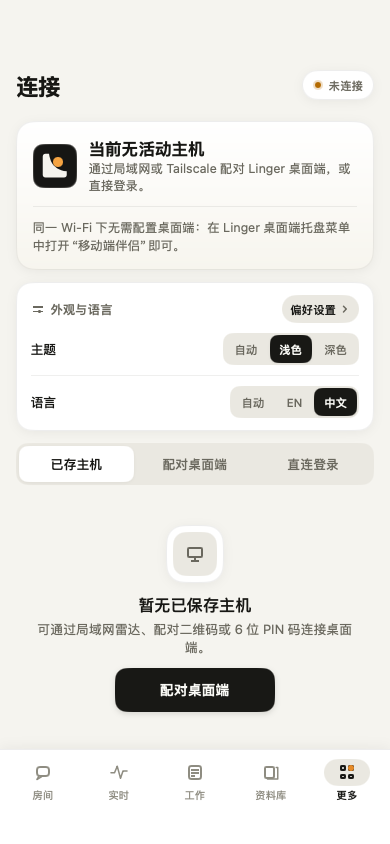 连接
未连接
当前无活动主机
通过局域网或 Tailscale 配对 Linger 桌面端，或
直接登录。
同一 Wi-Fi 下无需配置桌面端：在 Linger 桌面端托盘菜单
中打开 “移动端伴侣” 即可。
外观与语言
偏好设置
主题
自动 浅色 深色
语言
自动 EN 中文
已存主机 配对桌面端 直连登录
暂无已保存主机
可通过局域网雷达、配对二维码或 6 位 PIN 码连接桌面
端。
配对桌面端
房间 实时 工作 资料库 更多